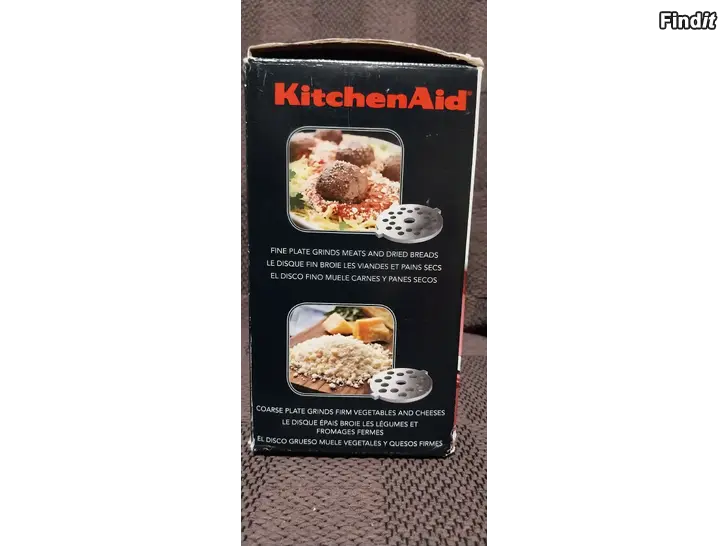 Findit
KitchenAid®
FINE PLATE GRINDS MEATS AND DRIED BREADS
LE DISQUE FIN BROIE LES VIANDES ET PAINS SECS
EL DISCO FINO MUELE CARNES Y PANES SECOS
COARSE PLATE GRINDS FIRM VEGETABLES AND CHEESES
LE DISQUE ÉPAIS BROIE LES LÉGUMES ET
FROMAGES FERMES
EL DISCO GRUESO MUELE VEGETALES Y QUESOS FIRMES